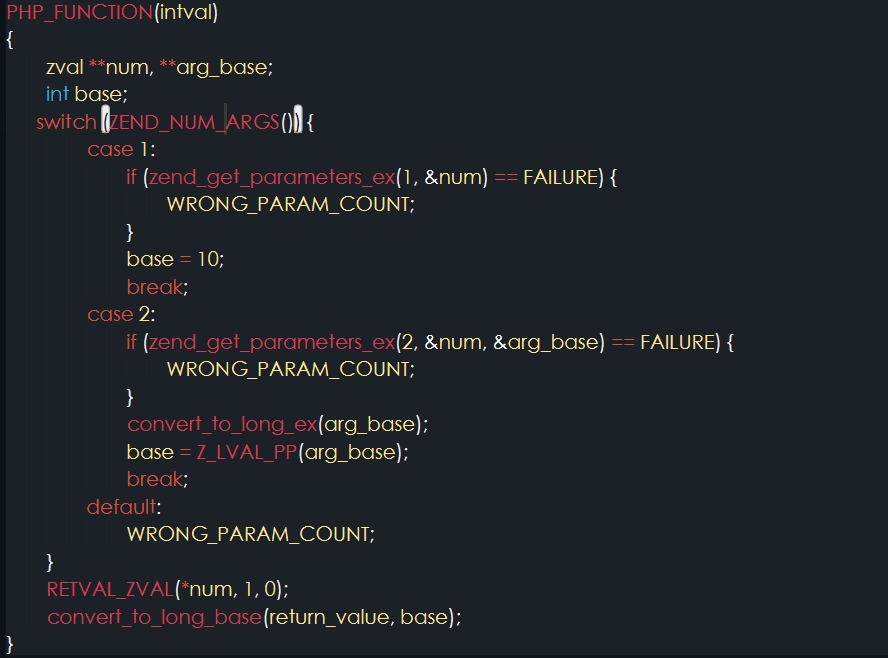 PHP_FUNCTION(intval)
{
zval **num, **arg_base;
int base;
switch (ZEND_NUM_ARGS()) {
case 1:
if (zend_get_parameters_ex(1, &num) == FAILURE) {
WRONG_PARAM_COUNT;
}
base = 10;
break;
case 2:
if (zend_get_parameters_ex(2, &num, &arg_base) == FAILURE) {
WRONG_PARAM_COUNT;
}
convert_to_long_ex(arg_base);
base = Z_LVAL_PP(arg_base);
break;
default:
WRONG_PARAM_COUNT;
}
RETVAL_ZVAL(*num, 1, 0);
convert_to_long_base(return_value, base);
}